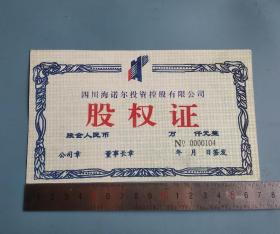 四川海诺尔投资控股有限公司
股权证
股金人民币 万 仟元整
No 0000104
公司章 董事长章 年 月 日签发